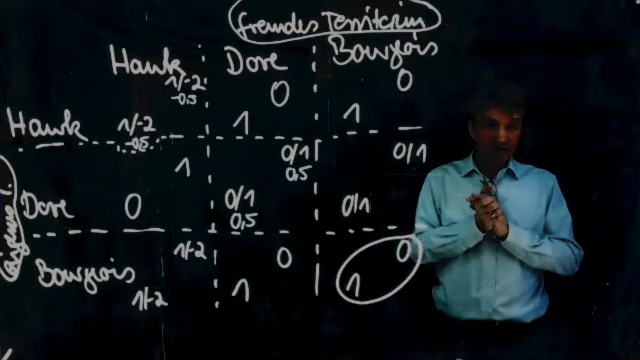 fremdes Territorium
Hawk Dove Bourgois
1/-2 0 0
-0,5
Hawk 1/-2 1 1
-0,5
1 0/1 0/1
0,5
Dove 0 0/1 0/1
0,5
1/-2 0 0
Bourgois 1/-2 1 1